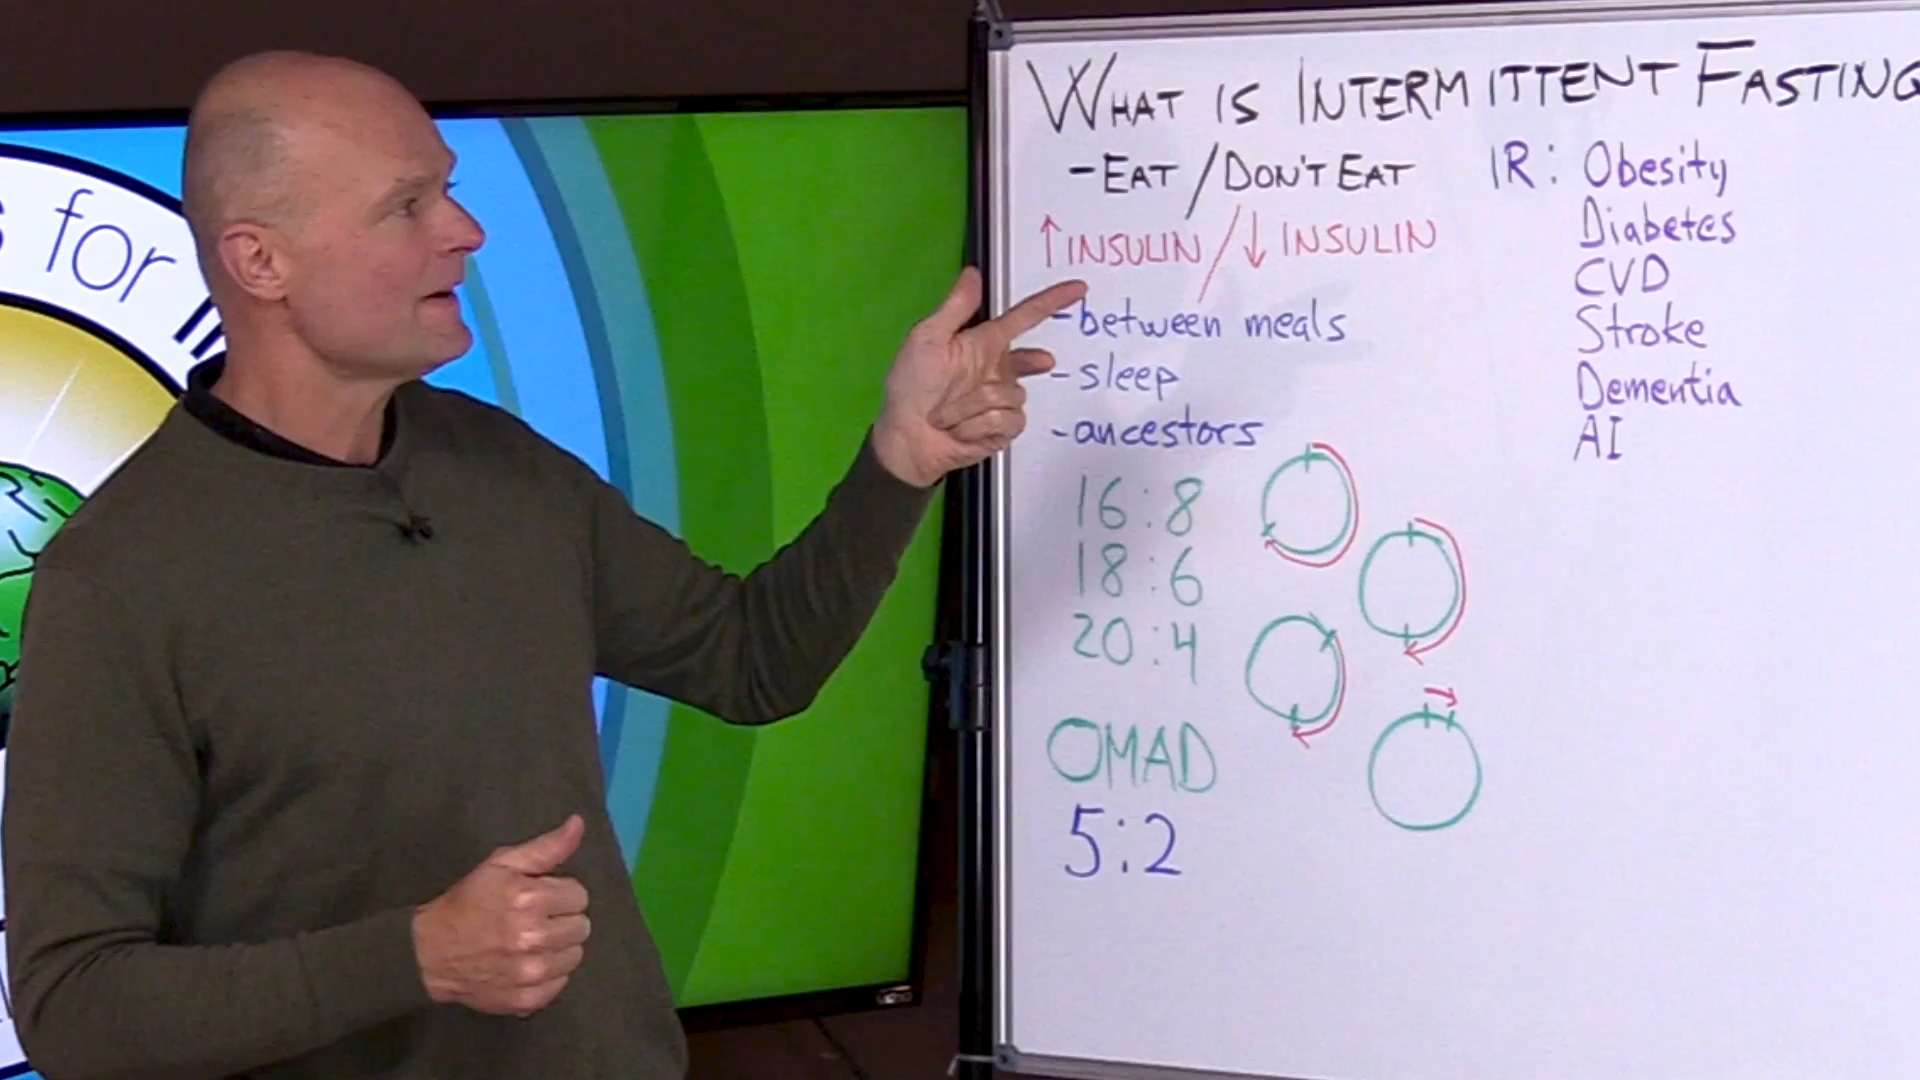 WHAT IS INTERMITTENT FASTING
-EAT/DON'T EAT
↑INSULIN/↓INSULIN
-between meals
-sleep
-ancestors
16:8
18:6
20:4
OMAD
5:2
IR: Obesity
Diabetes
CVD
Stroke
Dementia
AI
for